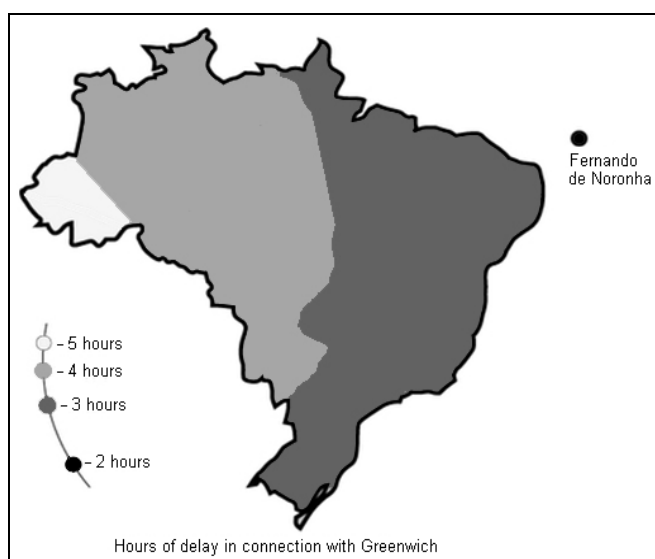 Fernando
de Noronha
– 5 hours
– 4 hours
– 3 hours
– 2 hours
Hours of delay in connection with Greenwich